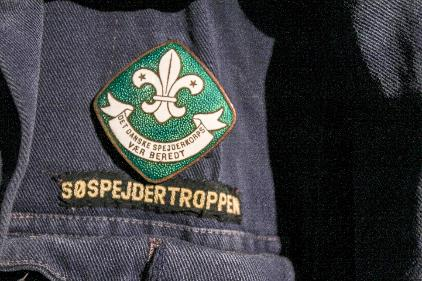 DET DANSKE SPEJDERKORPS
VÆR BEREDT
SØSPEJDERTROPPEN